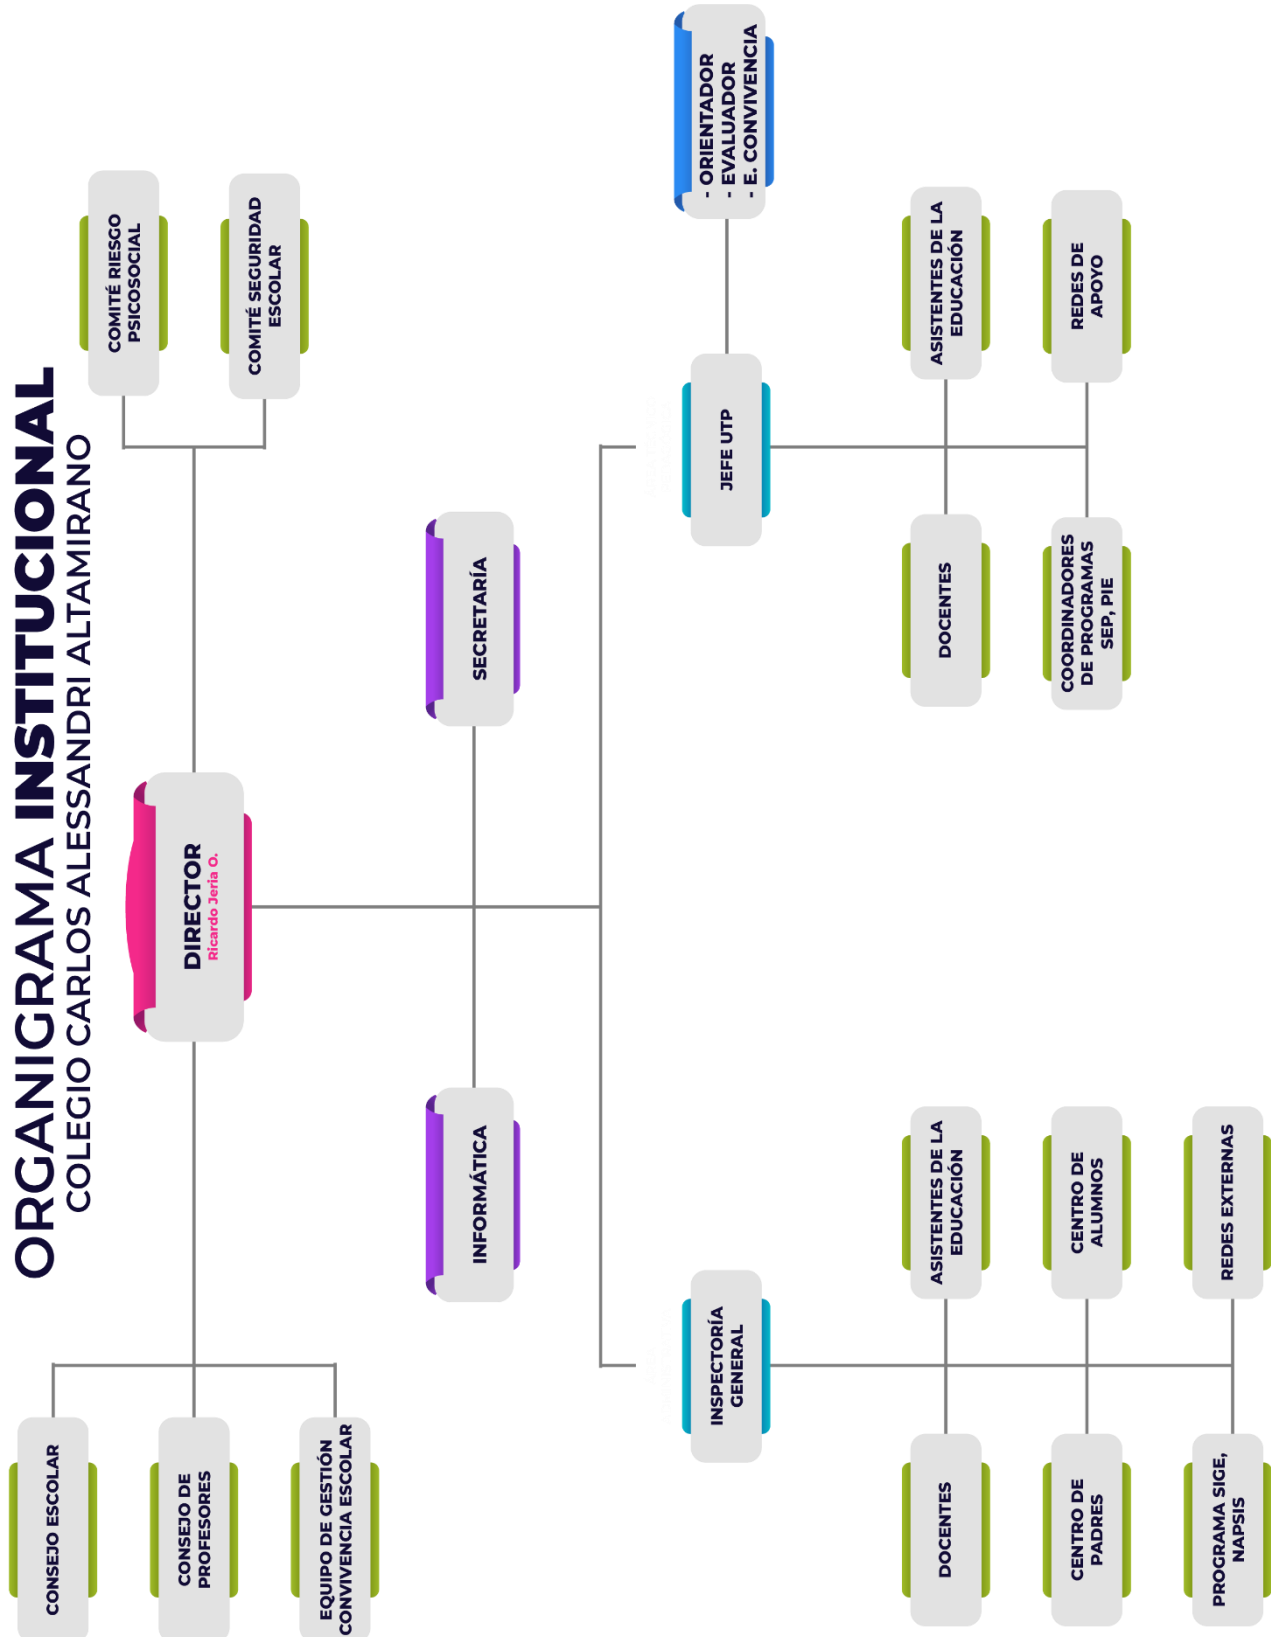 ORGANIGRAMA INSTITUCIONAL
COLEGIO CARLOS ALESSANDRI ALTAMIRANO
DIRECTOR
Ricardo Jeria O.
CONSEJO ESCOLAR
CONSEJO DE
PROFESORES
EQUIPO DE GESTIÓN
CONVIVENCIA ESCOLAR
COMITÉ RIESGO
PSICOSOCIAL
COMITÉ SEGURIDAD
ESCOLAR
INFORMÁTICA
SECRETARÍA
INSPECTORÍA
GENERAL
JEFE UTP
- ORIENTADOR
- EVALUADOR
- E. CONVIVENCIA
DOCENTES
ASISTENTES DE LA
EDUCACIÓN
CENTRO DE
PADRES
CENTRO DE
ALUMNOS
PROGRAMA SIGE,
NAPSIS
REDES EXTERNAS
DOCENTES
ASISTENTES DE LA
EDUCACIÓN
COORDINADORES
DE PROGRAMAS
SEP, PIE
REDES DE
APOYO